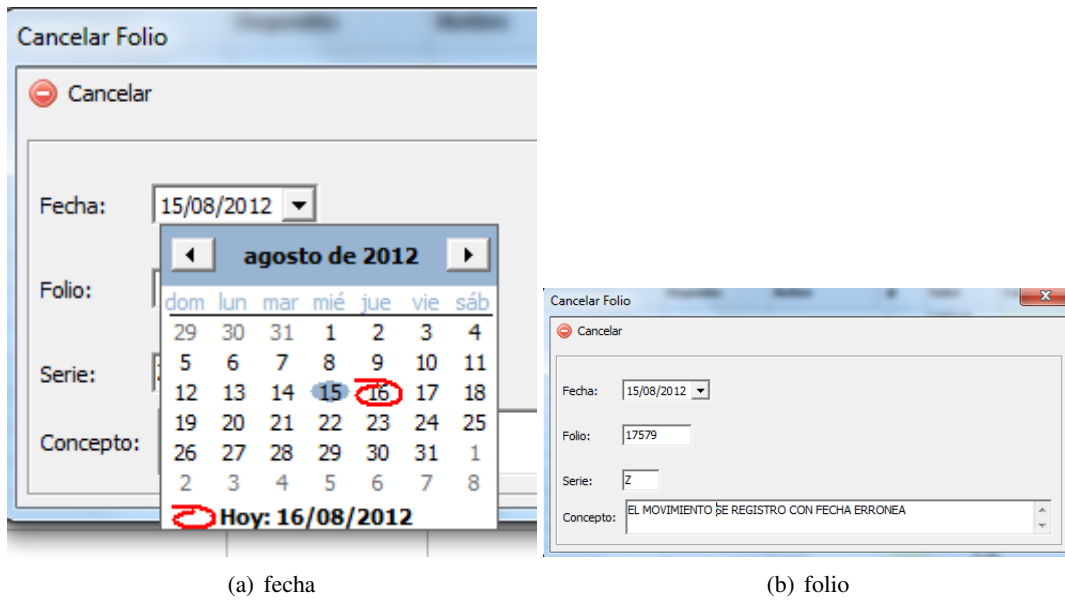 Cancelar Folio
Cancelar
Fecha: 15/08/2012
agosto de 2012
dom lun mar mié jue vie sáb
29 30 31 1 2 3 4
5 6 7 8 9 10 11
12 13 14 15 16 17 18
19 20 21 22 23 24 25
26 27 28 29 30 31 1
2 3 4 5 6 7 8
Hoy: 16/08/2012
Folio:
Serie:
Concepto:
(a) fecha
Cancelar Folio
Cancelar
Fecha: 15/08/2012
Folio: 17579
Serie: Z
Concepto: EL MOVIMIENTO SE REGISTRO CON FECHA ERRONEA
(b) folio